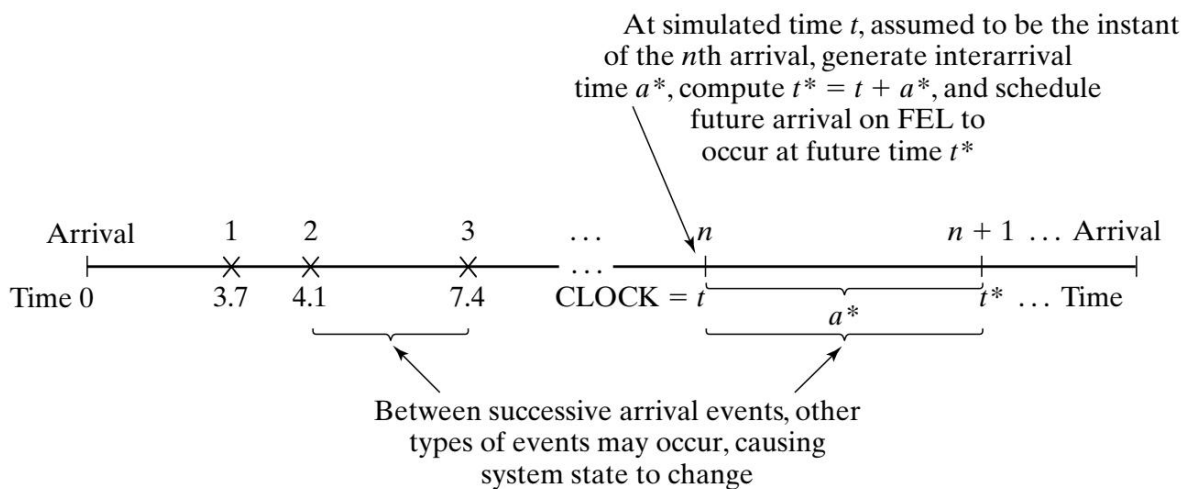 At simulated time t, assumed to be the instant
of the nth arrival, generate interarrival
time a*, compute t* = t + a*, and schedule
future arrival on FEL to
occur at future time t*
Arrival 1 2 3 ... n n + 1 ... Arrival
...
Time 0 3.7 4.1 7.4 CLOCK = t t* ... Time
a*
Between successive arrival events, other
types of events may occur, causing
system state to change